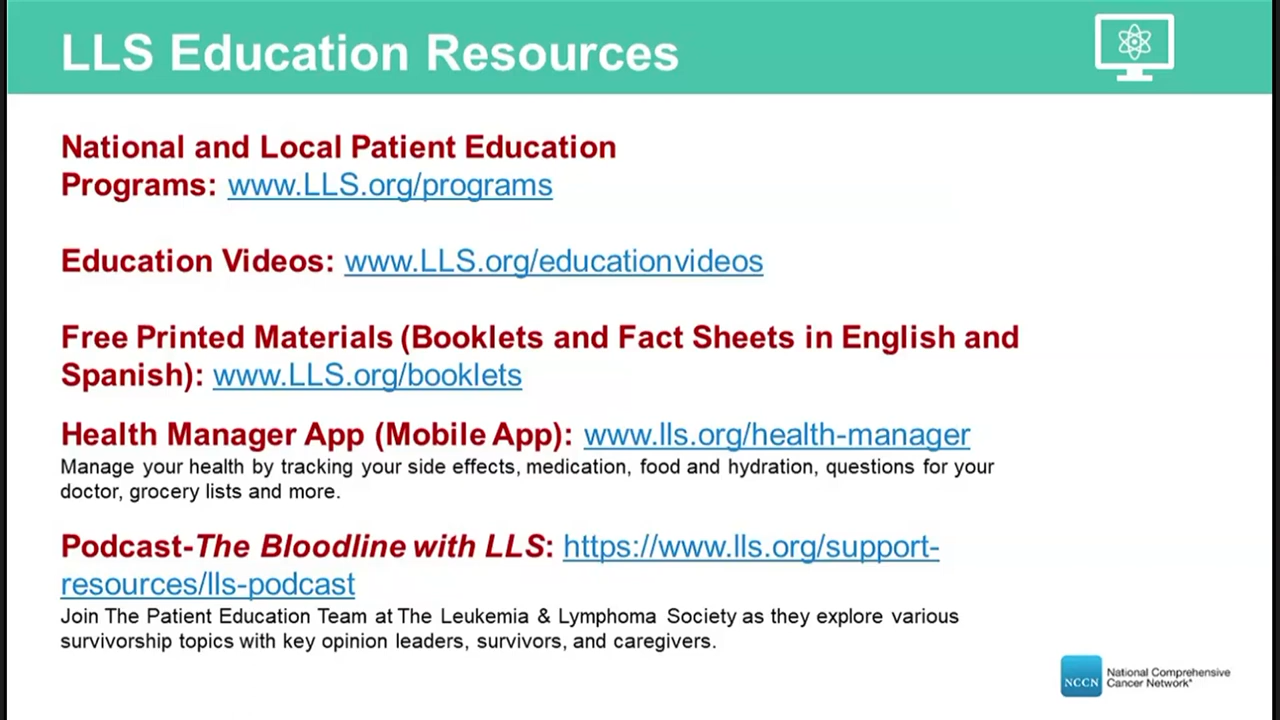 LLS Education Resources
National and Local Patient Education
Programs: www.LLS.org/programs
Education Videos: www.LLS.org/educationvideos
Free Printed Materials (Booklets and Fact Sheets in English and
Spanish): www.LLS.org/booklets
Health Manager App (Mobile App): www.lls.org/health-manager
Manage your health by tracking your side effects, medication, food and hydration, questions for your
doctor, grocery lists and more.
Podcast-The Bloodline with LLS: https://www.lls.org/support-
resources/lls-podcast
Join The Patient Education Team at The Leukemia & Lymphoma Society as they explore various
survivorship topics with key opinion leaders, survivors, and caregivers.
NCCN
National Comprehensive
Cancer Network®